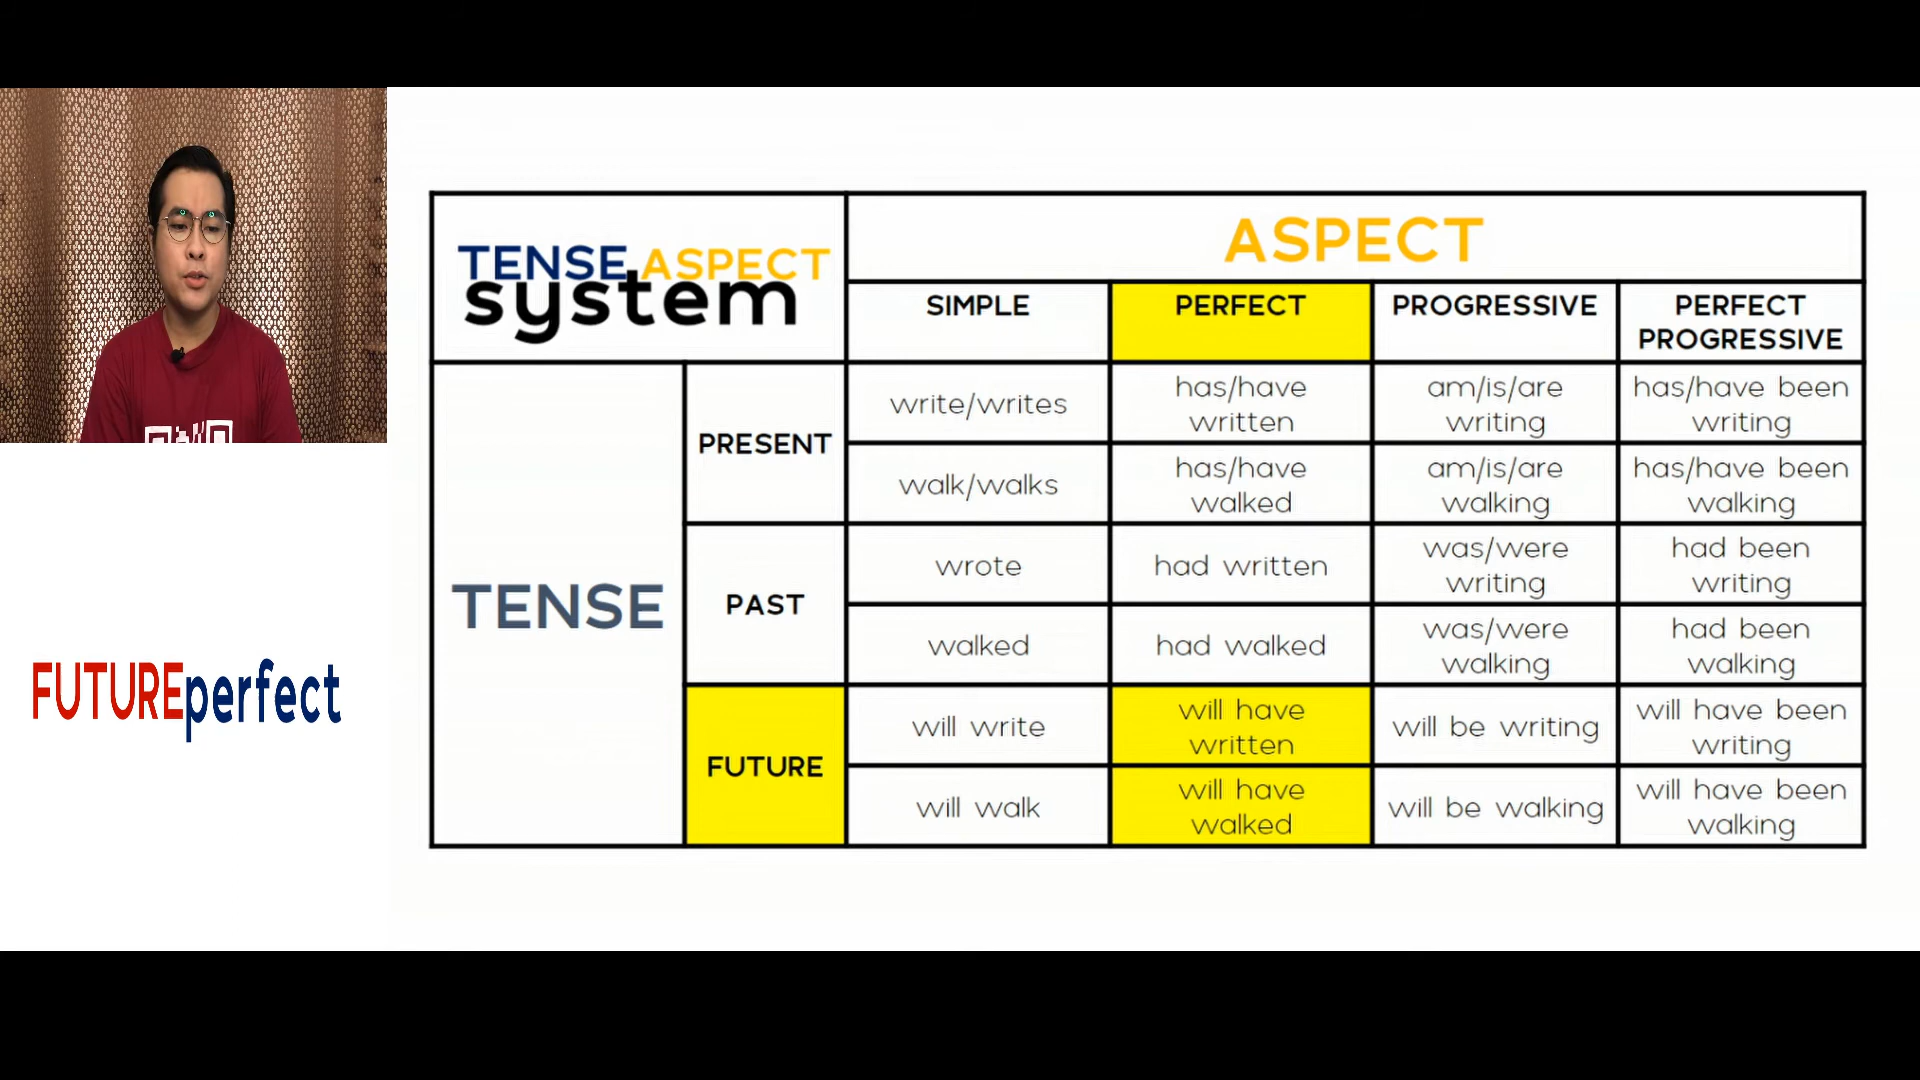 FUTUREperfect
TENSE ASPECT
system
ASPECT
SIMPLE
PERFECT
PROGRESSIVE
PERFECT
PROGRESSIVE
TENSE
PRESENT
write/writes
has/have
written
am/is/are
writing
has/have been
writing
walk/walks
has/have
walked
am/is/are
walking
has/have been
walking
PAST
wrote
had written
was/were
writing
had been
writing
walked
had walked
was/were
walking
had been
walking
FUTURE
will write
will have
written
will be writing
will have been
writing
will walk
will have
walked
will be walking
will have been
walking